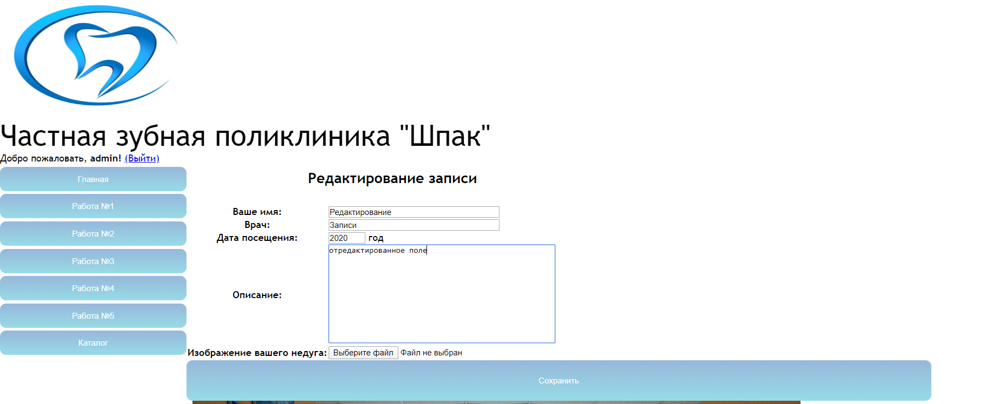 Частная зубная поликлиника "Шпак"
Добро пожаловать, admin! (Выйти)
Главная
Работа №1
Работа №2
Работа №3
Работа №4
Работа №5
Каталог
Редактирование записи
Ваше имя: Редактирование
Врач: Записи
Дата посещения: 2020 год
Описание: отредактированное поле
Изображение вашего недуга: Выберите файл Файл не выбран
Сохранить